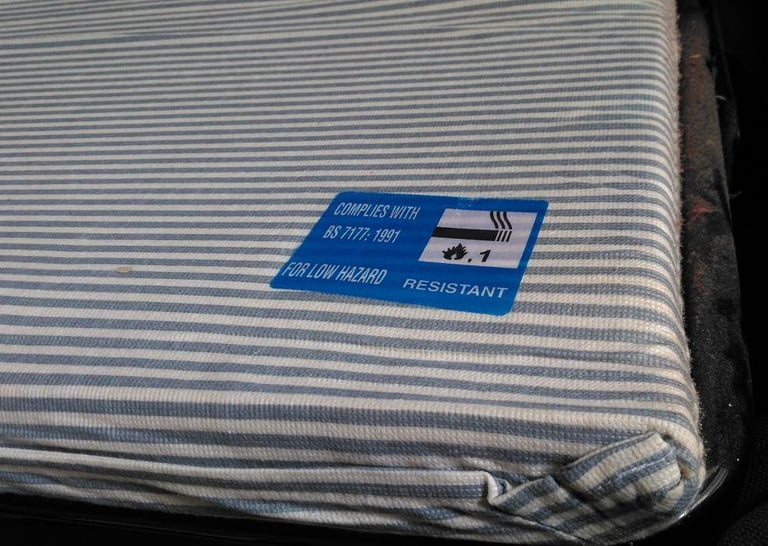 COMPLIES WITH
BS 7177: 1991
.1
FOR LOW HAZARD
RESISTANT